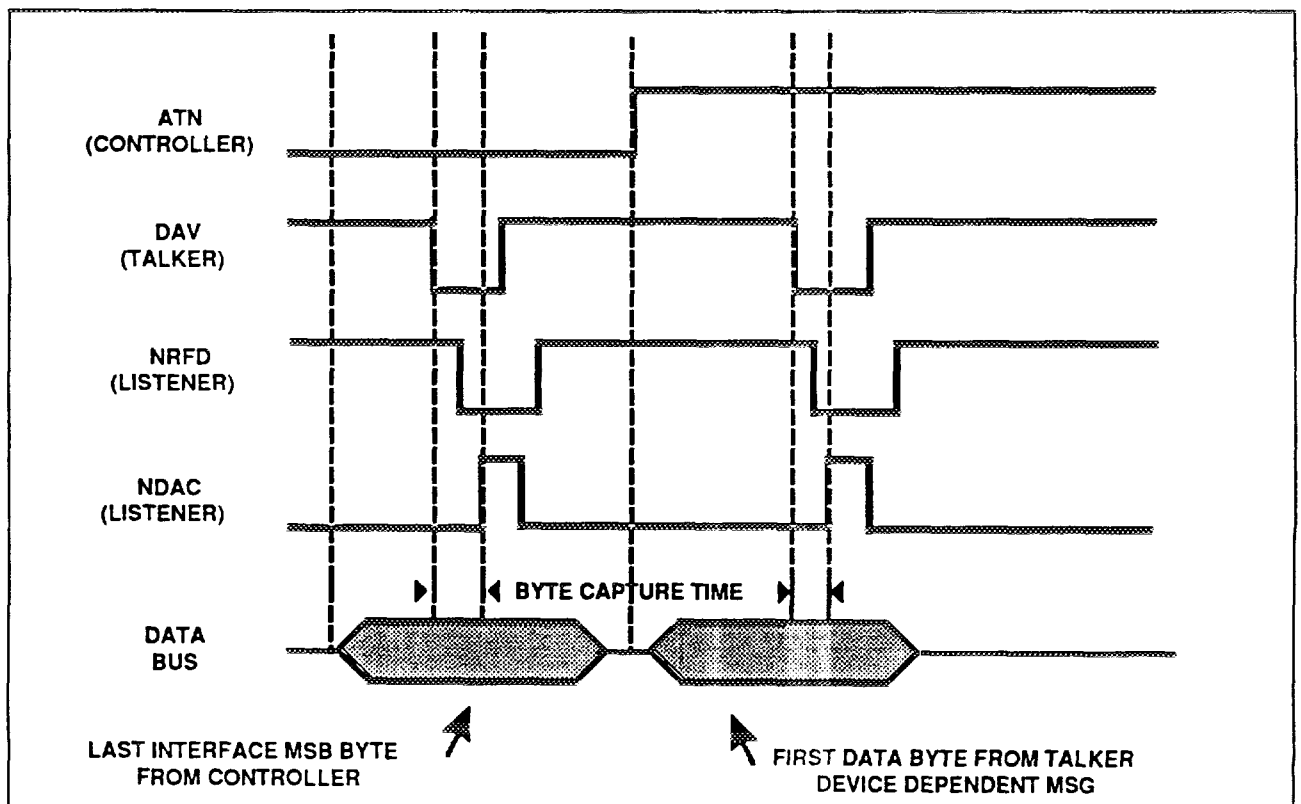 ATN
(CONTROLLER)
DAV
(TALKER)
NRFD
(LISTENER)
NDAC
(LISTENER)
BYTE CAPTURE TIME
DATA
BUS
LAST INTERFACE MSB BYTE
FROM CONTROLLER
FIRST DATA BYTE FROM TALKER
DEVICE DEPENDENT MSG